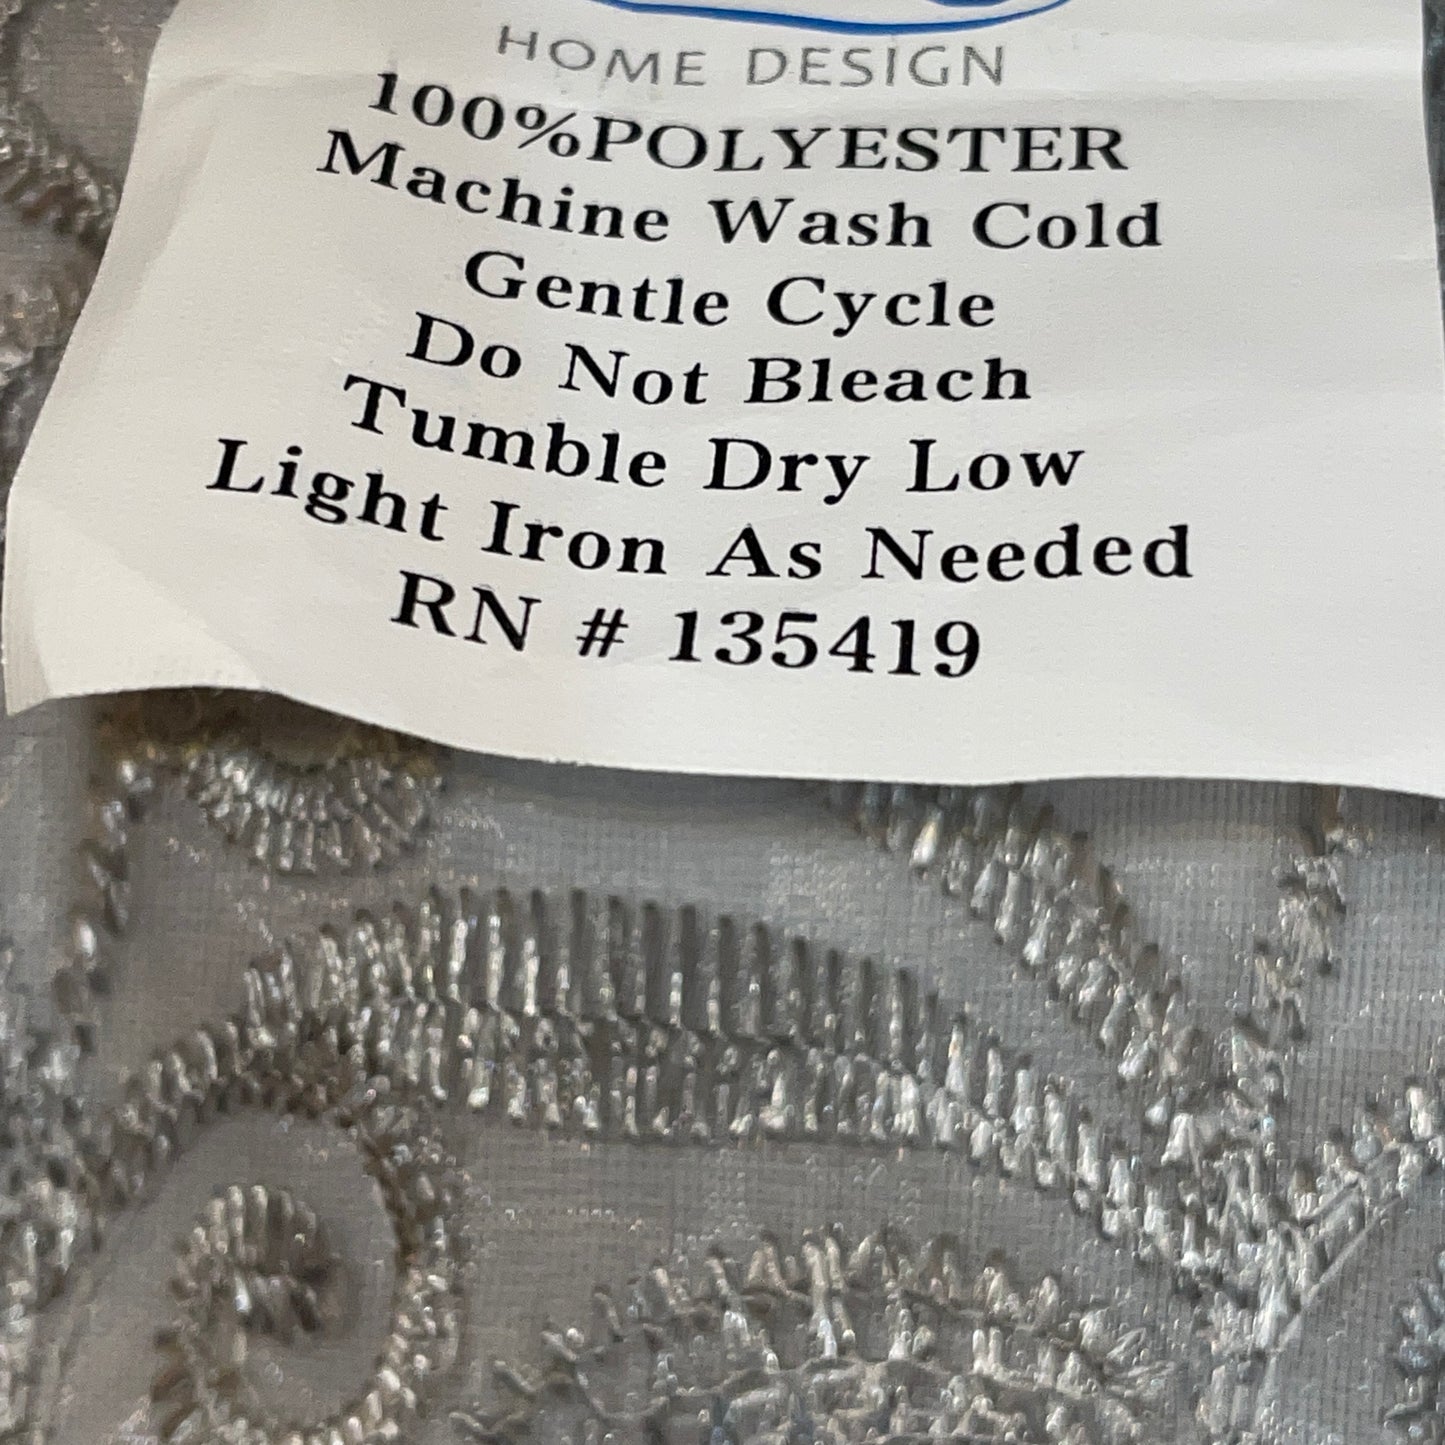 HOME DESIGN
100%POLYESTER
Machine Wash Cold
Gentle Cycle
Do Not Bleach
Tumble Dry Low
Light Iron As Needed
RN # 135419